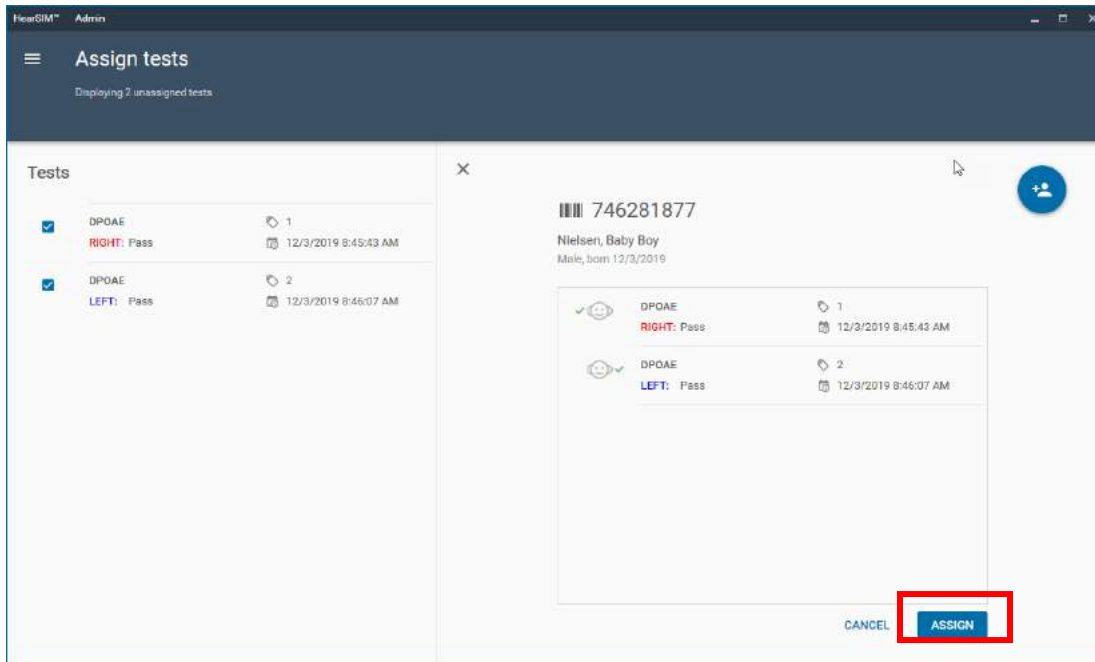 HearSIM™ Admin
Assign tests
Displaying 2 unassigned tests
Tests
DPOAE 1
RIGHT: Pass 12/3/2019 8:45:43 AM
DPOAE 2
LEFT: Pass 12/3/2019 8:46:07 AM
746281877
Nielsen, Baby Boy
Male, born 12/3/2019
DPOAE 1
RIGHT: Pass 12/3/2019 8:45:43 AM
DPOAE 2
LEFT: Pass 12/3/2019 8:46:07 AM
CANCEL ASSIGN